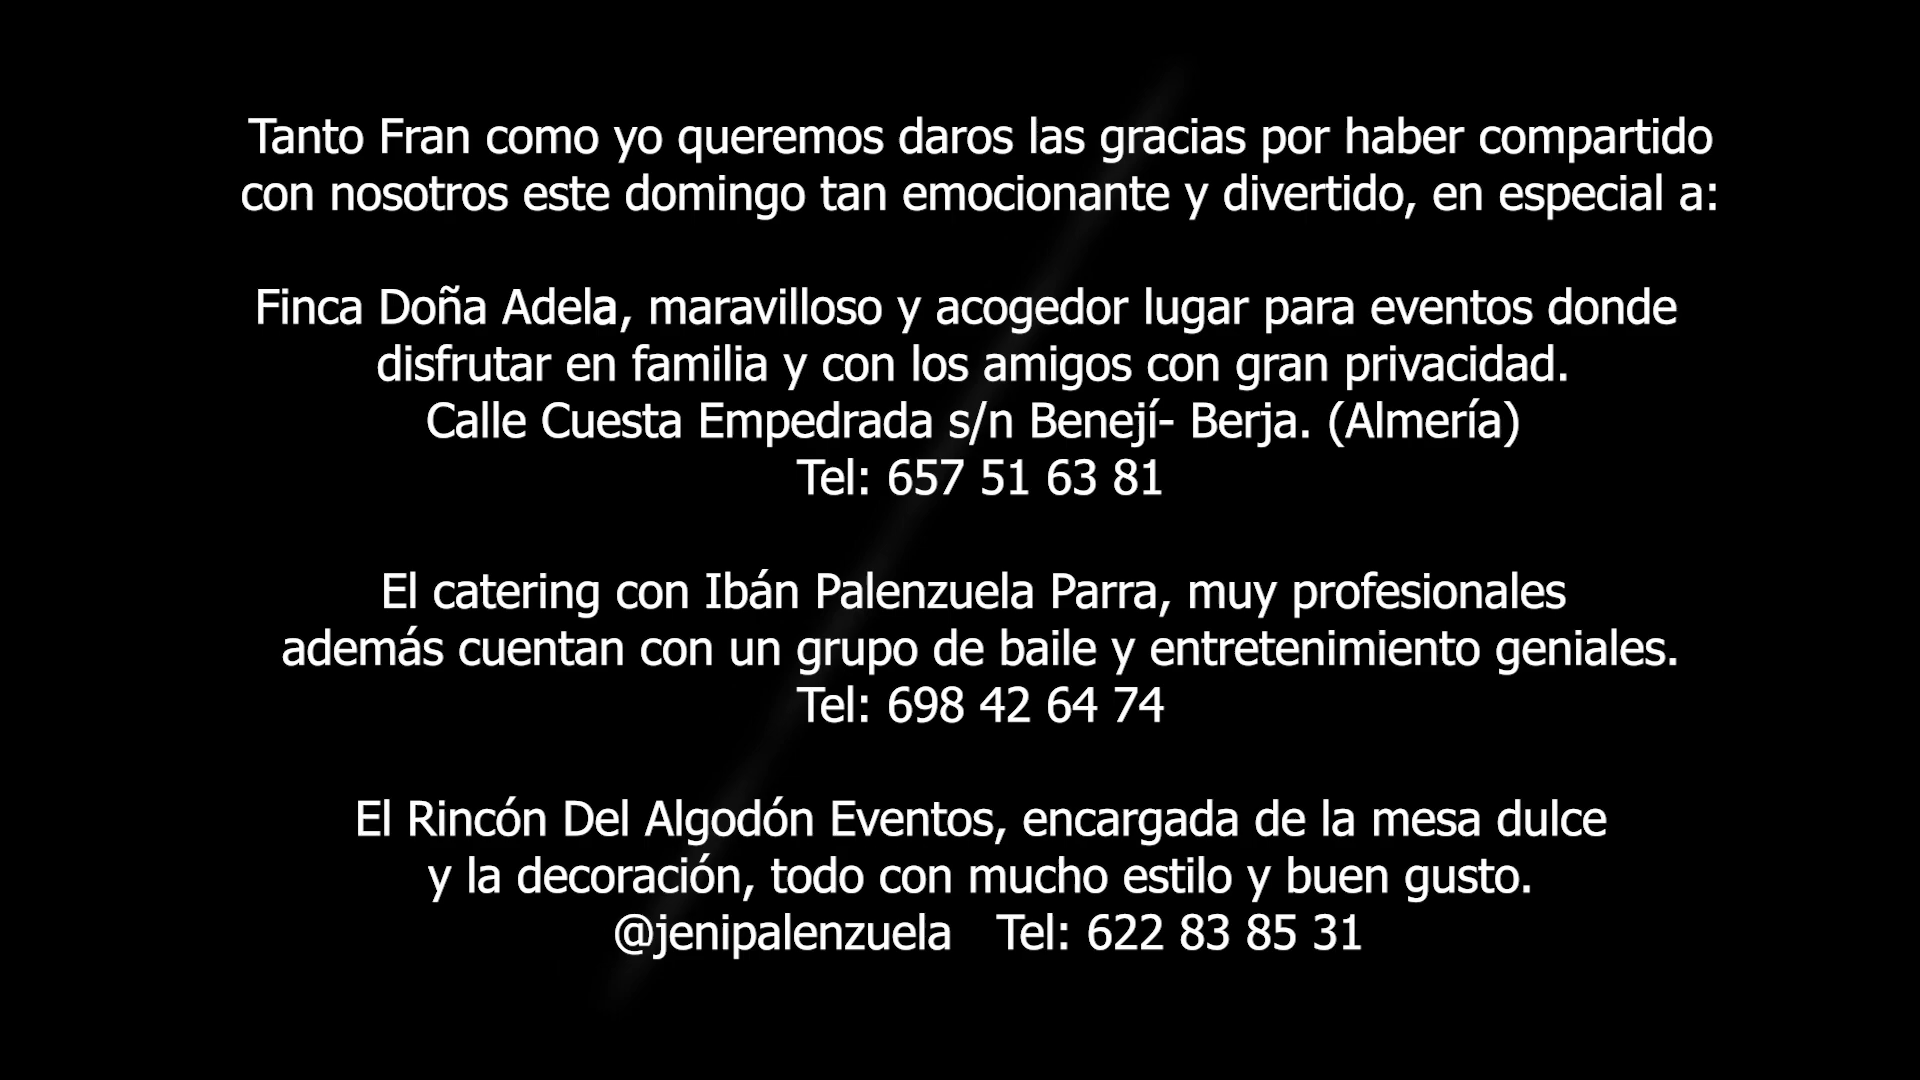 Tanto Fran como yo queremos daros las gracias por haber compartido
con nosotros este domingo tan emocionante y divertido, en especial a:
Finca Doña Adela, maravilloso y acogedor lugar para eventos donde
disfrutar en familia y con los amigos con gran privacidad.
Calle Cuesta Empedrada s/n Benejí- Berja. (Almería)
Tel: 657 51 63 81
El catering con Ibán Palenzuela Parra, muy profesionales
además cuentan con un grupo de baile y entretenimiento geniales.
Tel: 698 42 64 74
El Rincón Del Algodón Eventos, encargada de la mesa dulce
y la decoración, todo con mucho estilo y buen gusto.
@jenipalenzuela   Tel: 622 83 85 31